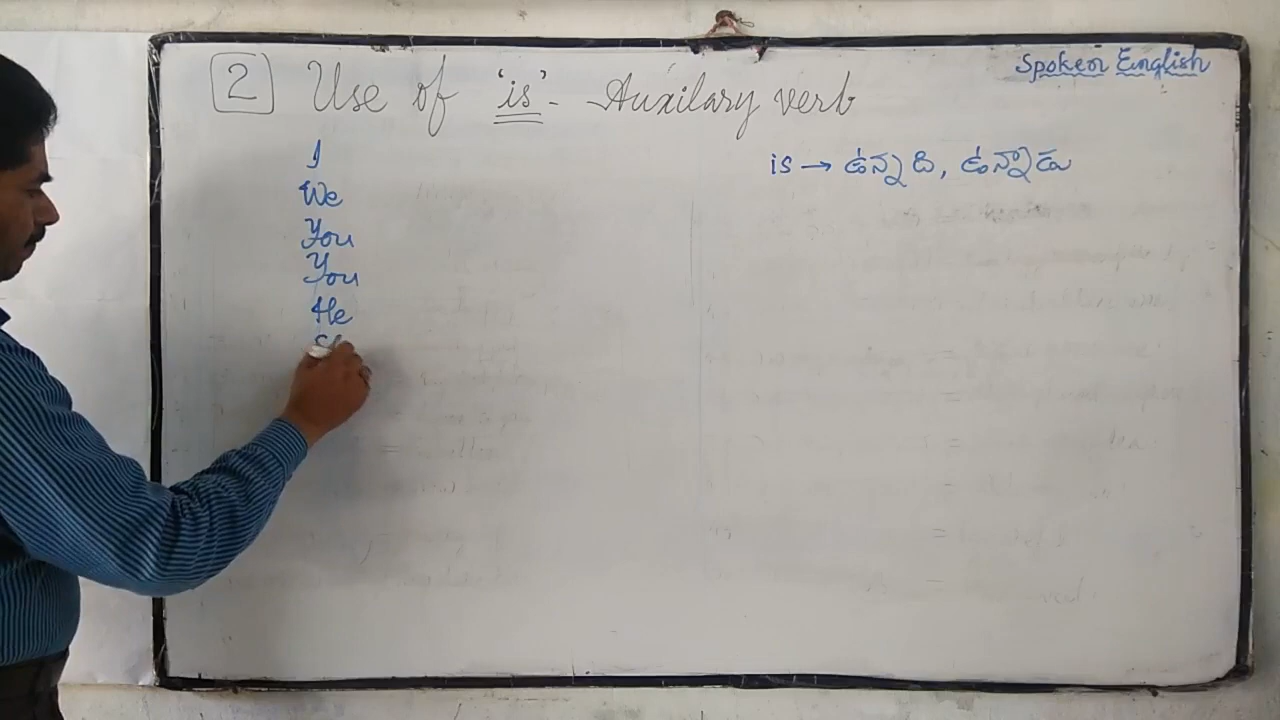 Spoken English
2 Use of 'is' - Auxilary verb
I
We
You
You
He
is → ఉన్నది, ఉన్నాడు